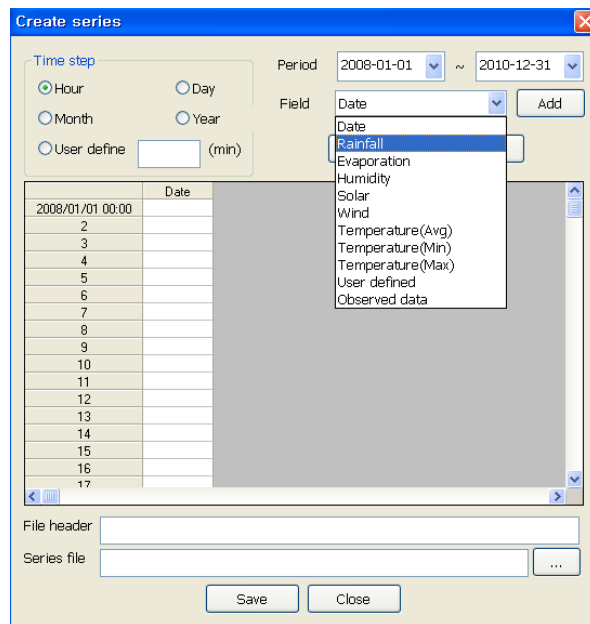 Create series
Time step
Hour
Day
Month
Year
User define
(min)
Period
2008-01-01
~
2010-12-31
Field
Date
Add
Date
Rainfall
Evaporation
Humidity
Solar
Wind
Temperature(Avg)
Temperature(Min)
Temperature(Max)
User defined
Observed data
Date
2008/01/01 00:00
2
3
4
5
6
7
8
9
10
11
12
13
14
15
16
17
File header
Series file
...
Save
Close